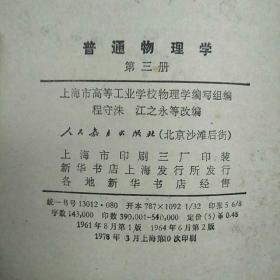 普通物理学
第三册
上海市高等工业学校物理学编写组编
程守洙 江之永等改编
人民教育出版社(北京沙滩后街)
上海市印刷三厂印装
新华书店上海发行所发行
各地新华书店经售
统一书号13012·080 开本787×1092 1/32 印张5 6/8
字数143,000 印数390,001-540,000 定价(5)¥0.48
1961年8月第1版 1964年6月第2版
1978年3月上海第10次印刷